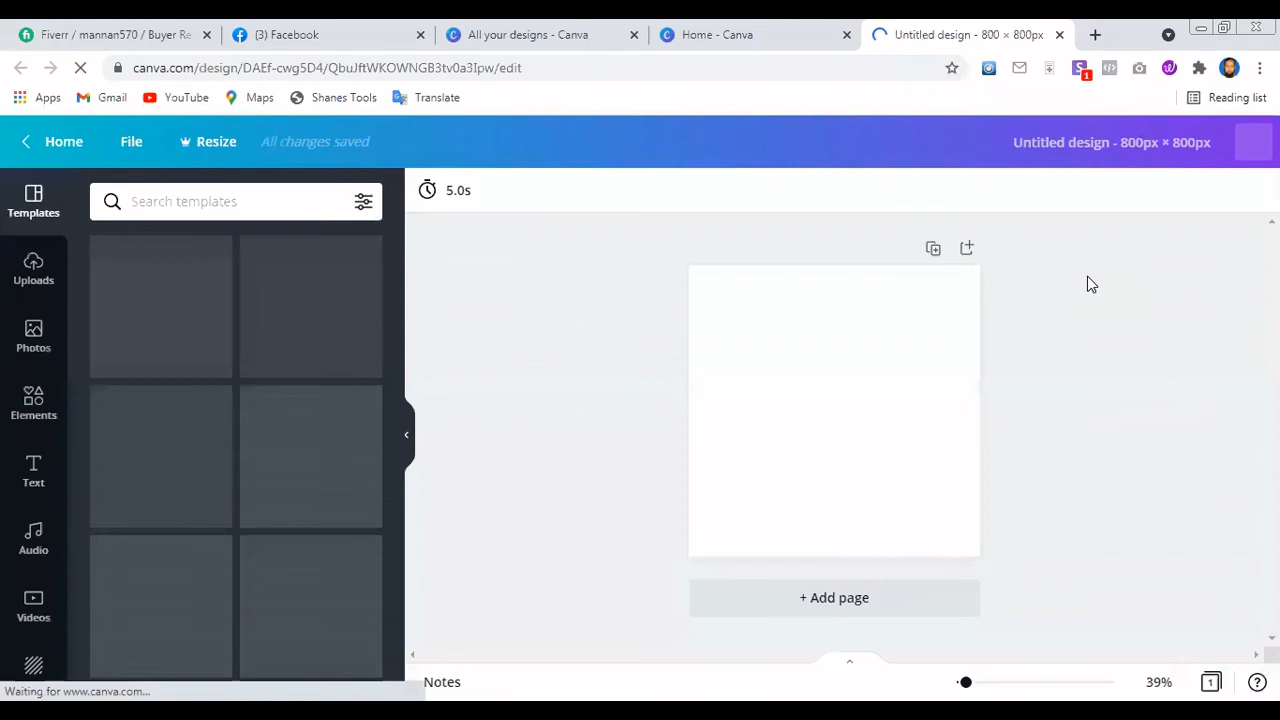 Fiverr / mannan570 / Buyer Re
(3) Facebook
All your designs - Canva
Home - Canva
Untitled design - 800 × 800px
canva.com/design/DAEf-cwg5D4/QbuJftWKOWNGB3tv0a3Ipw/edit
1
Apps
Gmail
YouTube
Maps
Shanes Tools
Translate
Reading list
Home
File
Resize
All changes saved
Untitled design - 800px × 800px
Templates
Search templates
5.0s
Uploads
Photos
Elements
Text
Audio
Videos
+ Add page
Waiting for www.canva.com...
Notes
39%
1